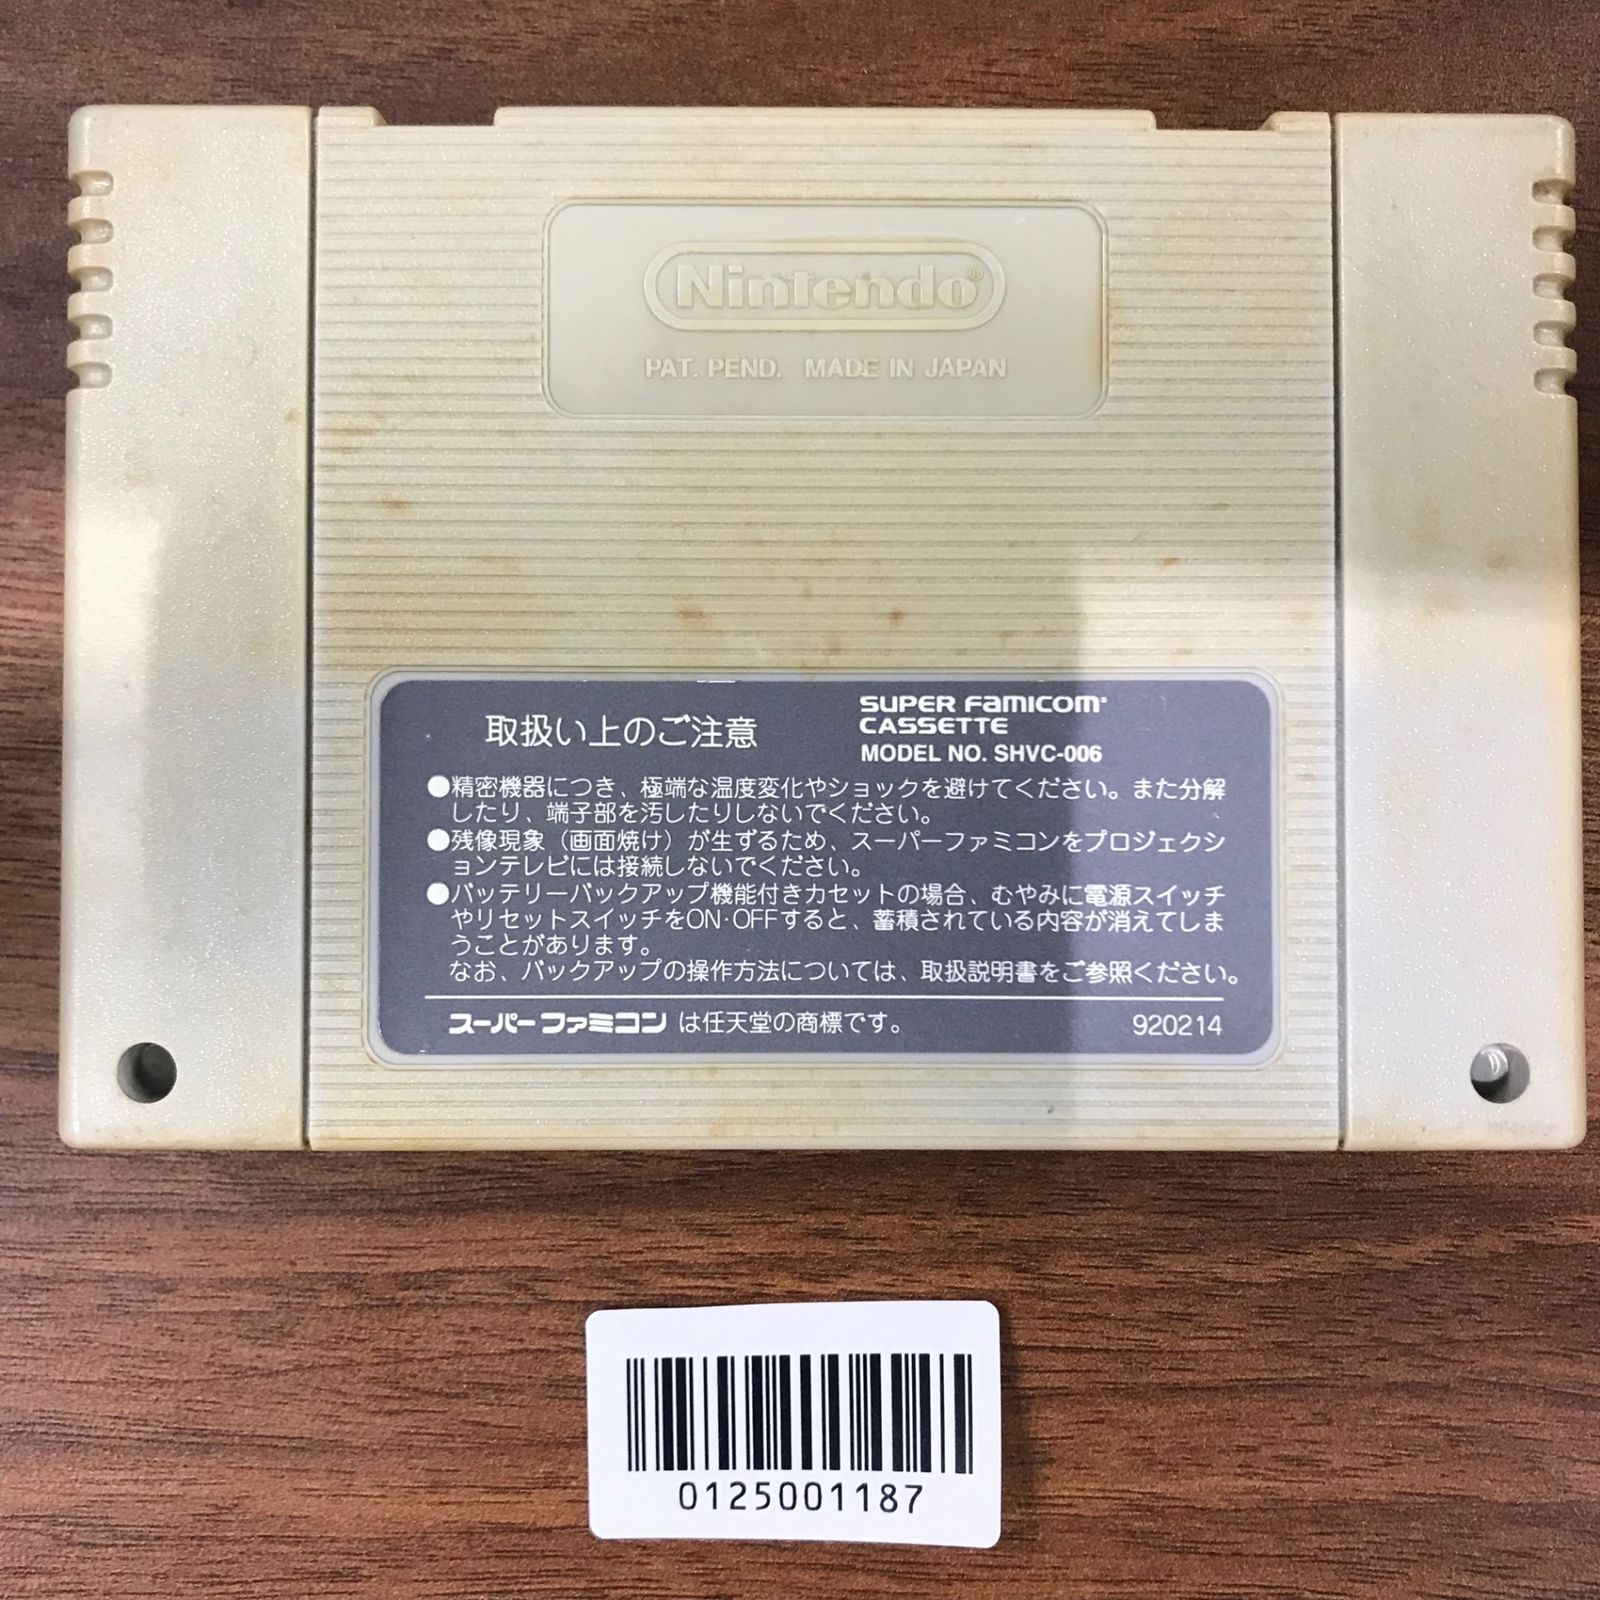 Nintendo®
PAT. PEND. MADE IN JAPAN
取扱い上のご注意
SUPER FAMICOM
CASSETTE
MODEL NO. SHVC-006
●精密機器につき、極端な温度変化やショックを避けてください。また分解
したり、端子部を汚したりしないでください。
●残像現象（画面焼け）が生ずるため、スーパーファミコンをプロジェクシ
ョンテレビには接続しないでください。
●バッテリーバックアップ機能付きカセットの場合、むやみに電源スイッチ
やリセットスイッチをON·OFFすると、蓄積されている内容が消えてしま
うことがあります。
なお、バックアップの操作方法については、取扱説明書をご参照ください。
スーパーファミコン は任天堂の商標です。
920214
0125001187